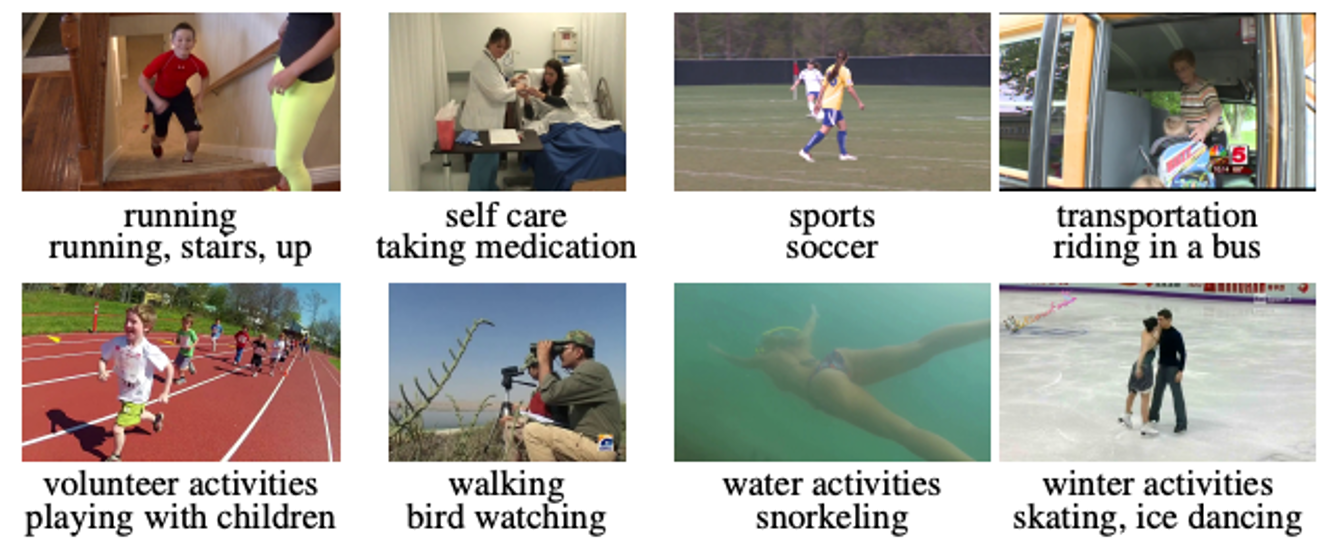 running
running, stairs, up
self care
taking medication
sports
soccer
transportation
riding in a bus
5
volunteer activities
playing with children
walking
bird watching
water activities
snorkeling
winter activities
skating, ice dancing